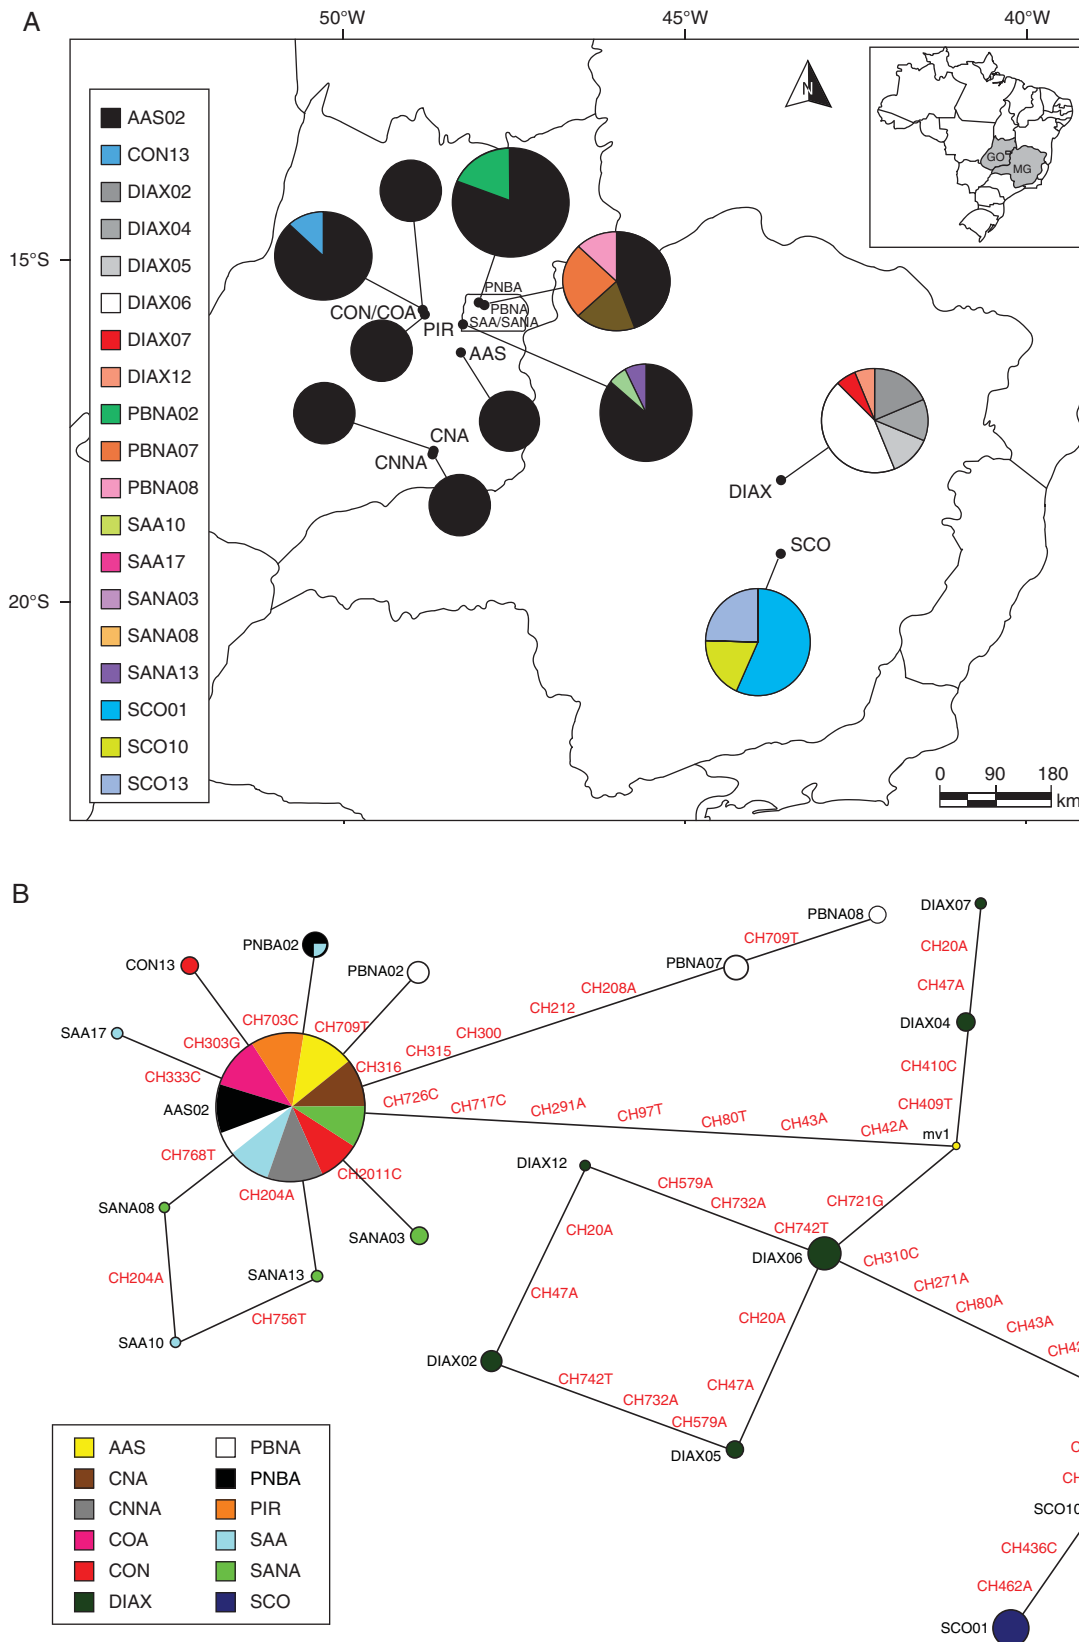 A
50°W
45°W
40°W
N
GO
MG
AAS02
CON13
DIAX02
DIAX04
DIAX05
DIAX06
DIAX07
DIAX12
PBNA02
PBNA07
PBNA08
SAA10
SAA17
SANA03
SANA08
SANA13
SCO01
SCO10
SCO13
15°S
20°S
PNBA
PBNA
CON/COA
SAA/SANA
PIR
AAS
CNA
CNNA
DIAX
SCO
0 90 180
km
B
PBNA08
DIAX07
CH709T
PNBA02
PBNA02
PBNA07
CON13
CH20A
CH208A
CH47A
CH212
SAA17
CH703C
CH709T
CH300
DIAX04
CH303G
CH315
CH316
CH410C
CH333C
CH726C
CH717C
CH291A
CH97T
CH80T
CH43A
CH42A
CH409T
AAS02
mv1
CH768T
CH2011C
DIAX12
CH579A
CH732A
CH721G
CH204A
CH742T
SANA08
SANA03
CH20A
DIAX06
CH310C
CH204A
SANA13
CH47A
CH271A
CH80A
CH43A
CH42
CH756T
CH20A
SAA10
DIAX02
CH742T
CH732A
CH47A
CH579A
DIAX05
C
CH
SCO10
CH436C
CH462A
SCO01
AAS
CNA
CNNA
COA
CON
DIAX
PBNA
PNBA
PIR
SAA
SANA
SCO